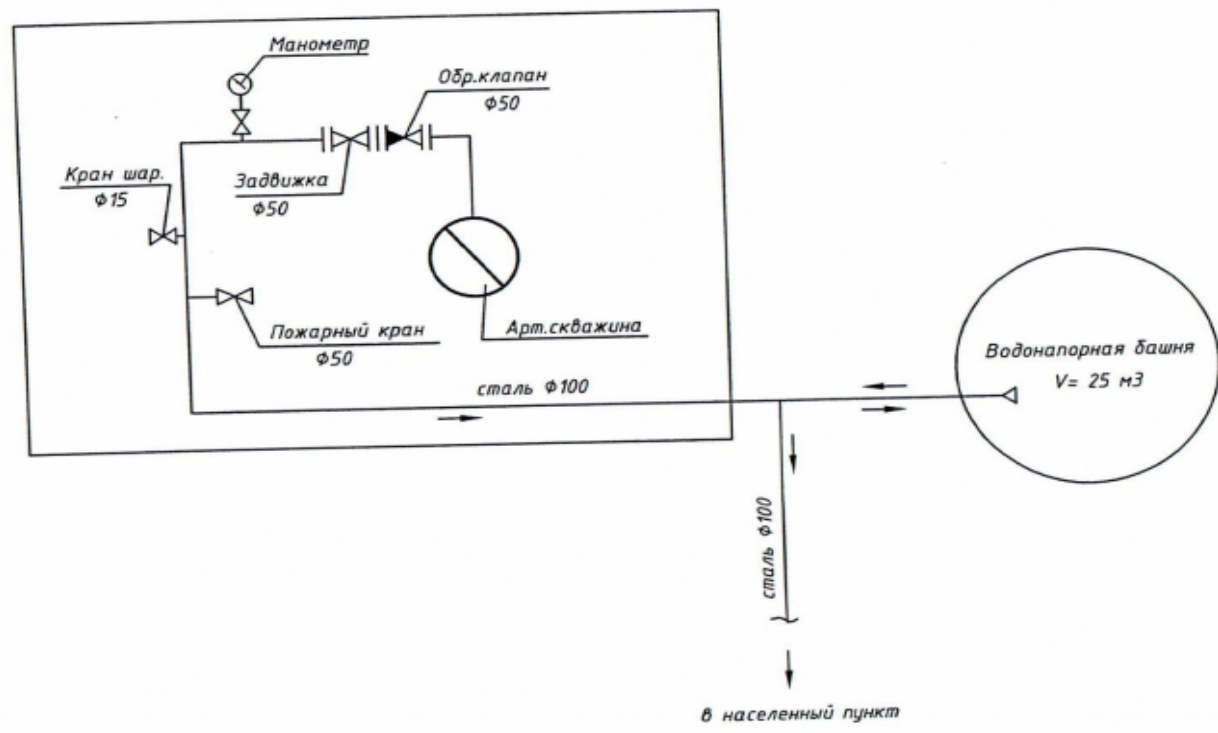 Манометр
Обр.клапан
Ф50
Кран шар.
Ф15
Задвижка
Ф50
Пожарный кран
Ф50
Арт.скважина
сталь Ф100
Водонапорная башня
V= 25 м3
сталь Ф100
в населенный пункт